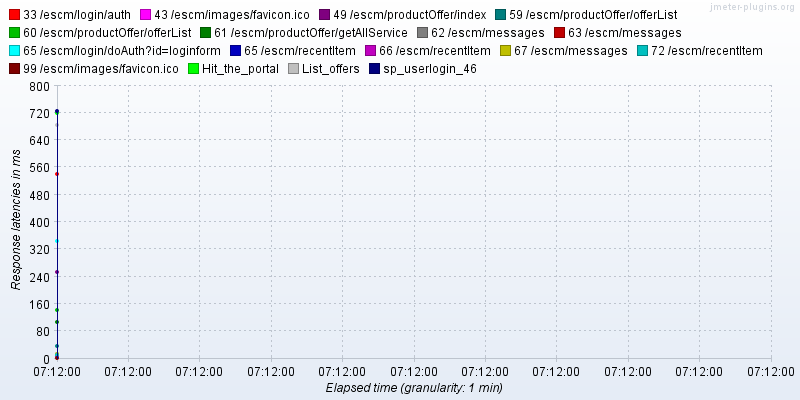 jmeter-plugins.org
33 /escm/login/auth 43 /escm/images/favicon.ico 49 /escm/productOffer/index 59 /escm/productOffer/offerList
60 /escm/productOffer/offerList 61 /escm/productOffer/getAllService 62 /escm/messages 63 /escm/messages
65 /escm/login/doAuth?id=loginform 65 /escm/recentItem 66 /escm/recentItem 67 /escm/messages 72 /escm/recentItem
99 /escm/images/favicon.ico Hit_the_portal List_offers sp_userlogin_46
800
720
640
560
480
400
320
240
160
80
0
Response latencies in ms
07:12:00 07:12:00 07:12:00 07:12:00 07:12:00 07:12:00 07:12:00 07:12:00 07:12:00 07:12:00 07:12:00
Elapsed time (granularity: 1 min)